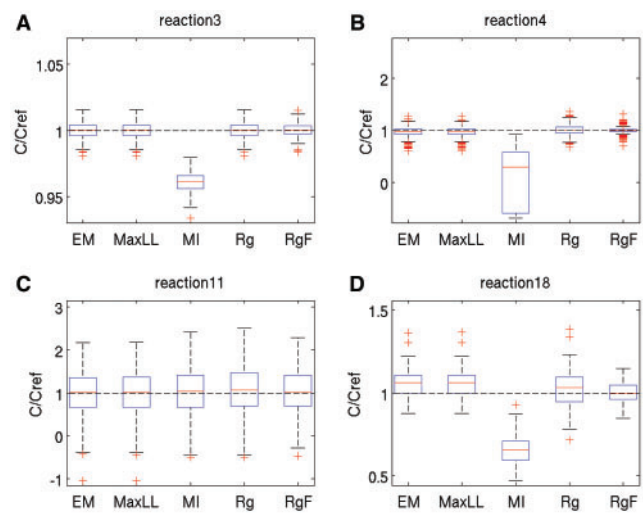 A reaction3
C/Cref
1.05
1
0.95
EM MaxLL MI Rg RgF
B reaction4
C/Cref
2
1
0
EM MaxLL MI Rg RgF
C reaction11
C/Cref
3
2
1
0
-1
EM MaxLL MI Rg RgF
D reaction18
C/Cref
1.5
1
0.5
EM MaxLL MI Rg RgF